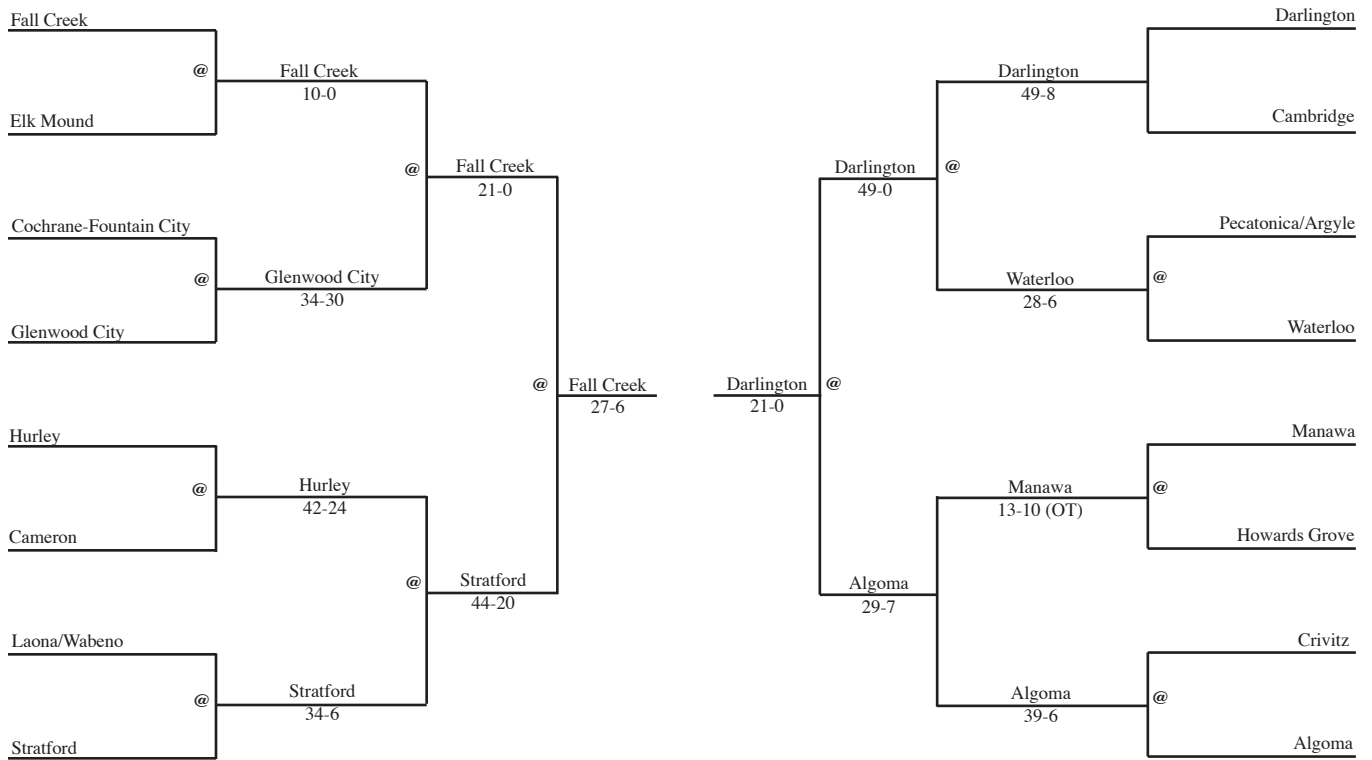 Fall Creek
@
Elk Mound
Fall Creek
10-0
Cochrane-Fountain City
@
Glenwood City
Glenwood City
34-30
@
Fall Creek
21-0
Hurley
@
Cameron
Hurley
42-24
Laona/Wabeno
@
Stratford
Stratford
34-6
@
Stratford
44-20
@
Fall Creek
27-6
Darlington
21-0
@
Darlington
49-0
@
Darlington
49-8
Darlington
Cambridge
Waterloo
28-6
Pecatonica/Argyle
@
Waterloo
Algoma
29-7
Manawa
13-10 (OT)
Manawa
@
Howards Grove
Algoma
39-6
Crivitz
@
Algoma